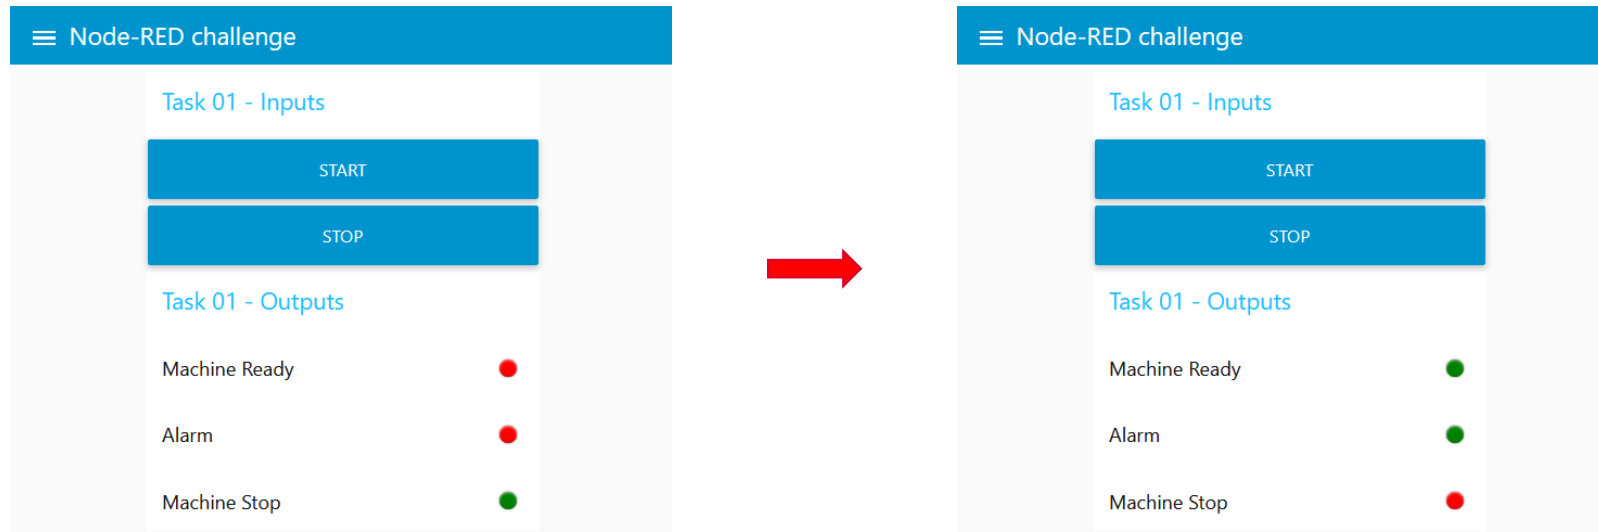 Node-RED challenge
Task 01 - Inputs
START
STOP
Task 01 - Outputs
Machine Ready
Alarm
Machine Stop
Node-RED challenge
Task 01 - Inputs
START
STOP
Task 01 - Outputs
Machine Ready
Alarm
Machine Stop